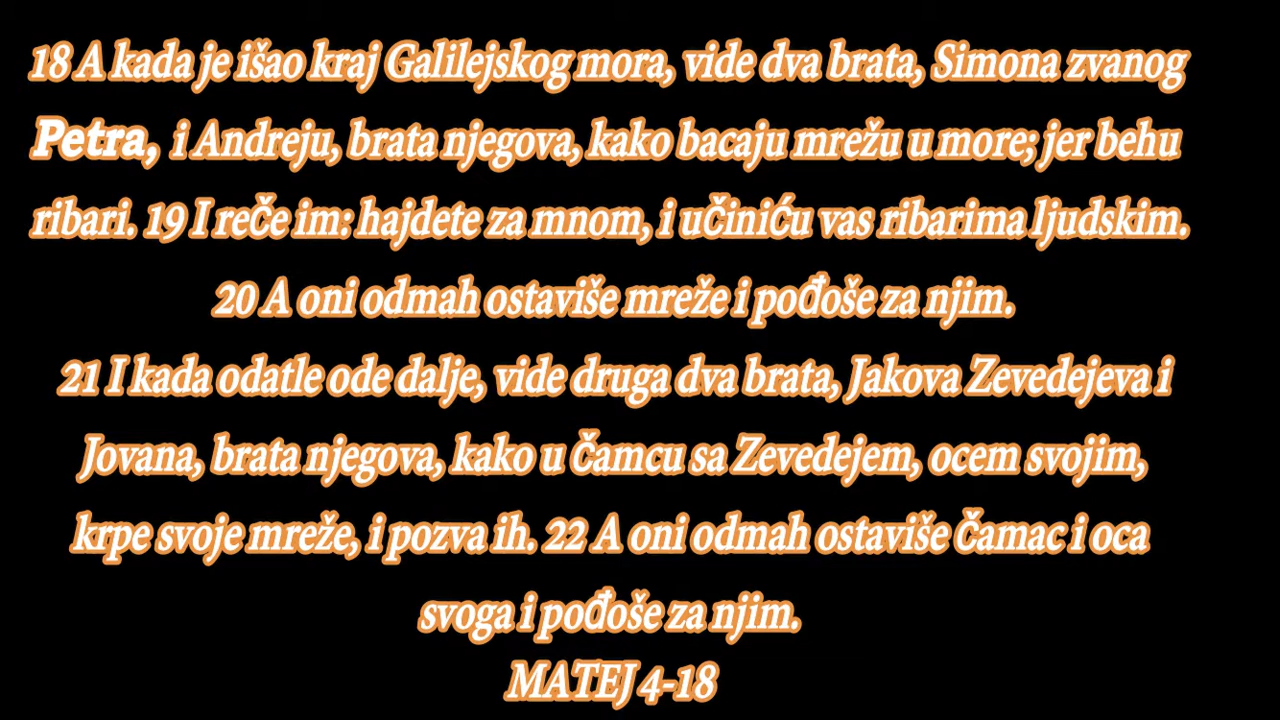 18 A kada je išao kraj Galilejskog mora, vide dva brata, Simona zvanog
Petra, i Andreju, brata njegova, kako bacaju mrežu u more; jer behu
ribari. 19 I reče im: hajdete za mnom, i učiniću vas ribarima ljudskim.
20 A oni odmah ostaviše mreže i pođoše za njim.
21 I kada odatle ode dalje, vide druga dva brata, Jakova Zevedejeva i
Jovana, brata njegova, kako u čamcu sa Zevedejem, ocem svojim,
krpe svoje mreže, i pozva ih. 22 A oni odmah ostaviše čamac i oca
svoga i pođoše za njim.
MATEJ 4-18